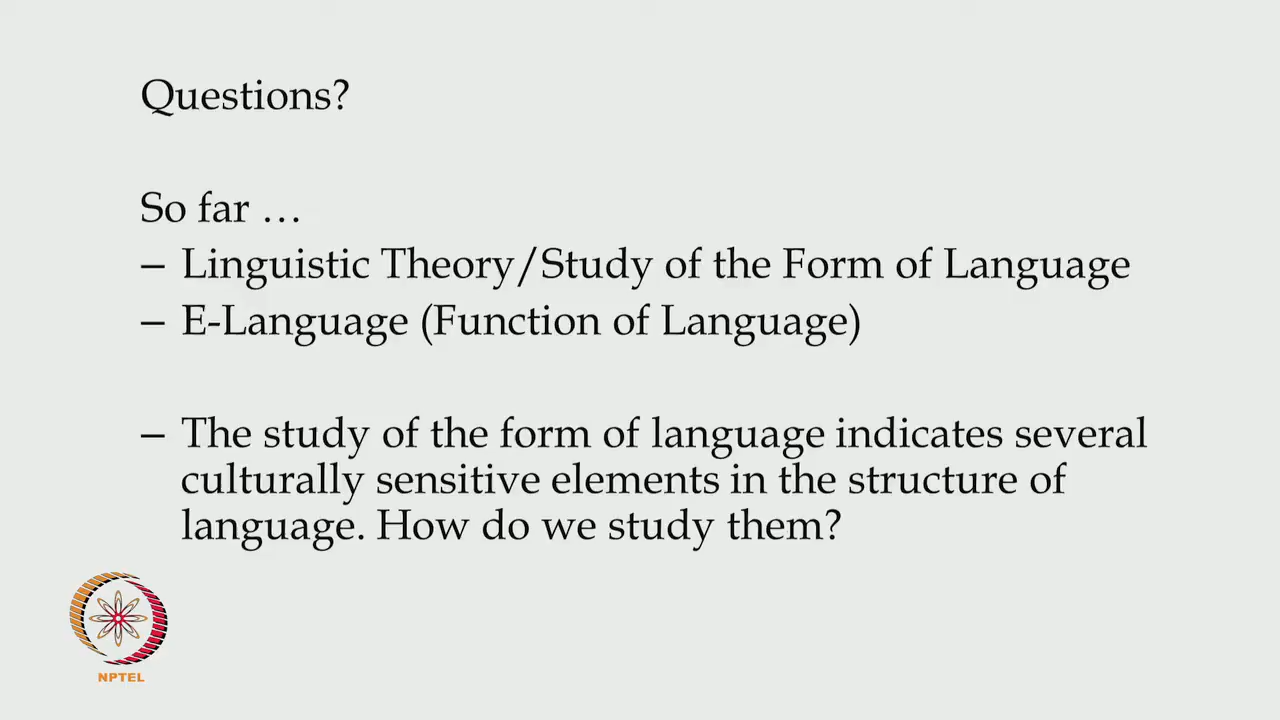 Questions?
So far …
– Linguistic Theory/Study of the Form of Language
– E-Language (Function of Language)
– The study of the form of language indicates several
culturally sensitive elements in the structure of
language. How do we study them?
NPTEL